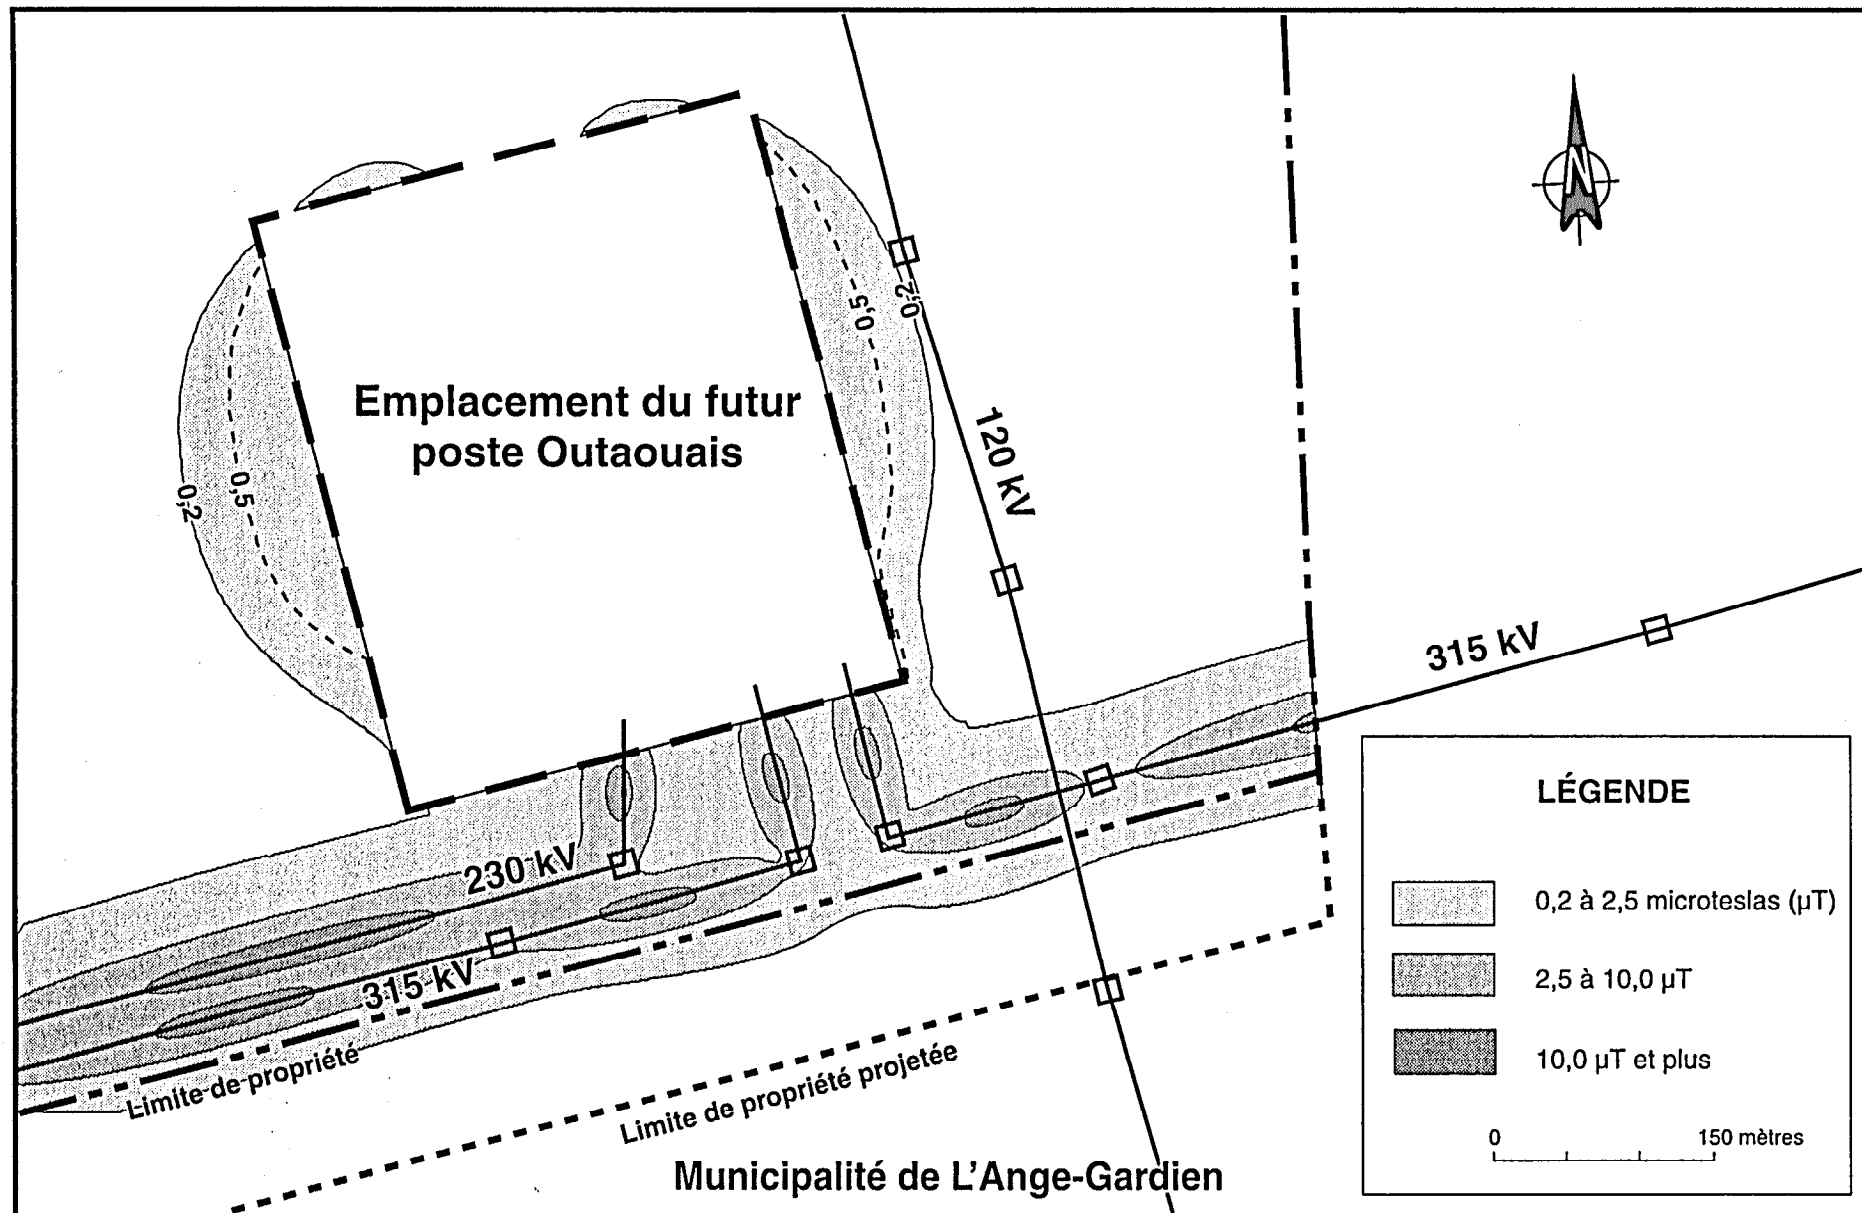 N
0,2
0,5
Emplacement du futur
poste Outaouais
0,5
0,2
120 kV
315 kV
230 kV
315 kV
Limite de propriété
Limite de propriété projetée
Municipalité de L'Ange-Gardien
LÉGENDE
0,2 à 2,5 microteslas (µT)
2,5 à 10,0 µT
10,0 µT et plus
0 150 mètres